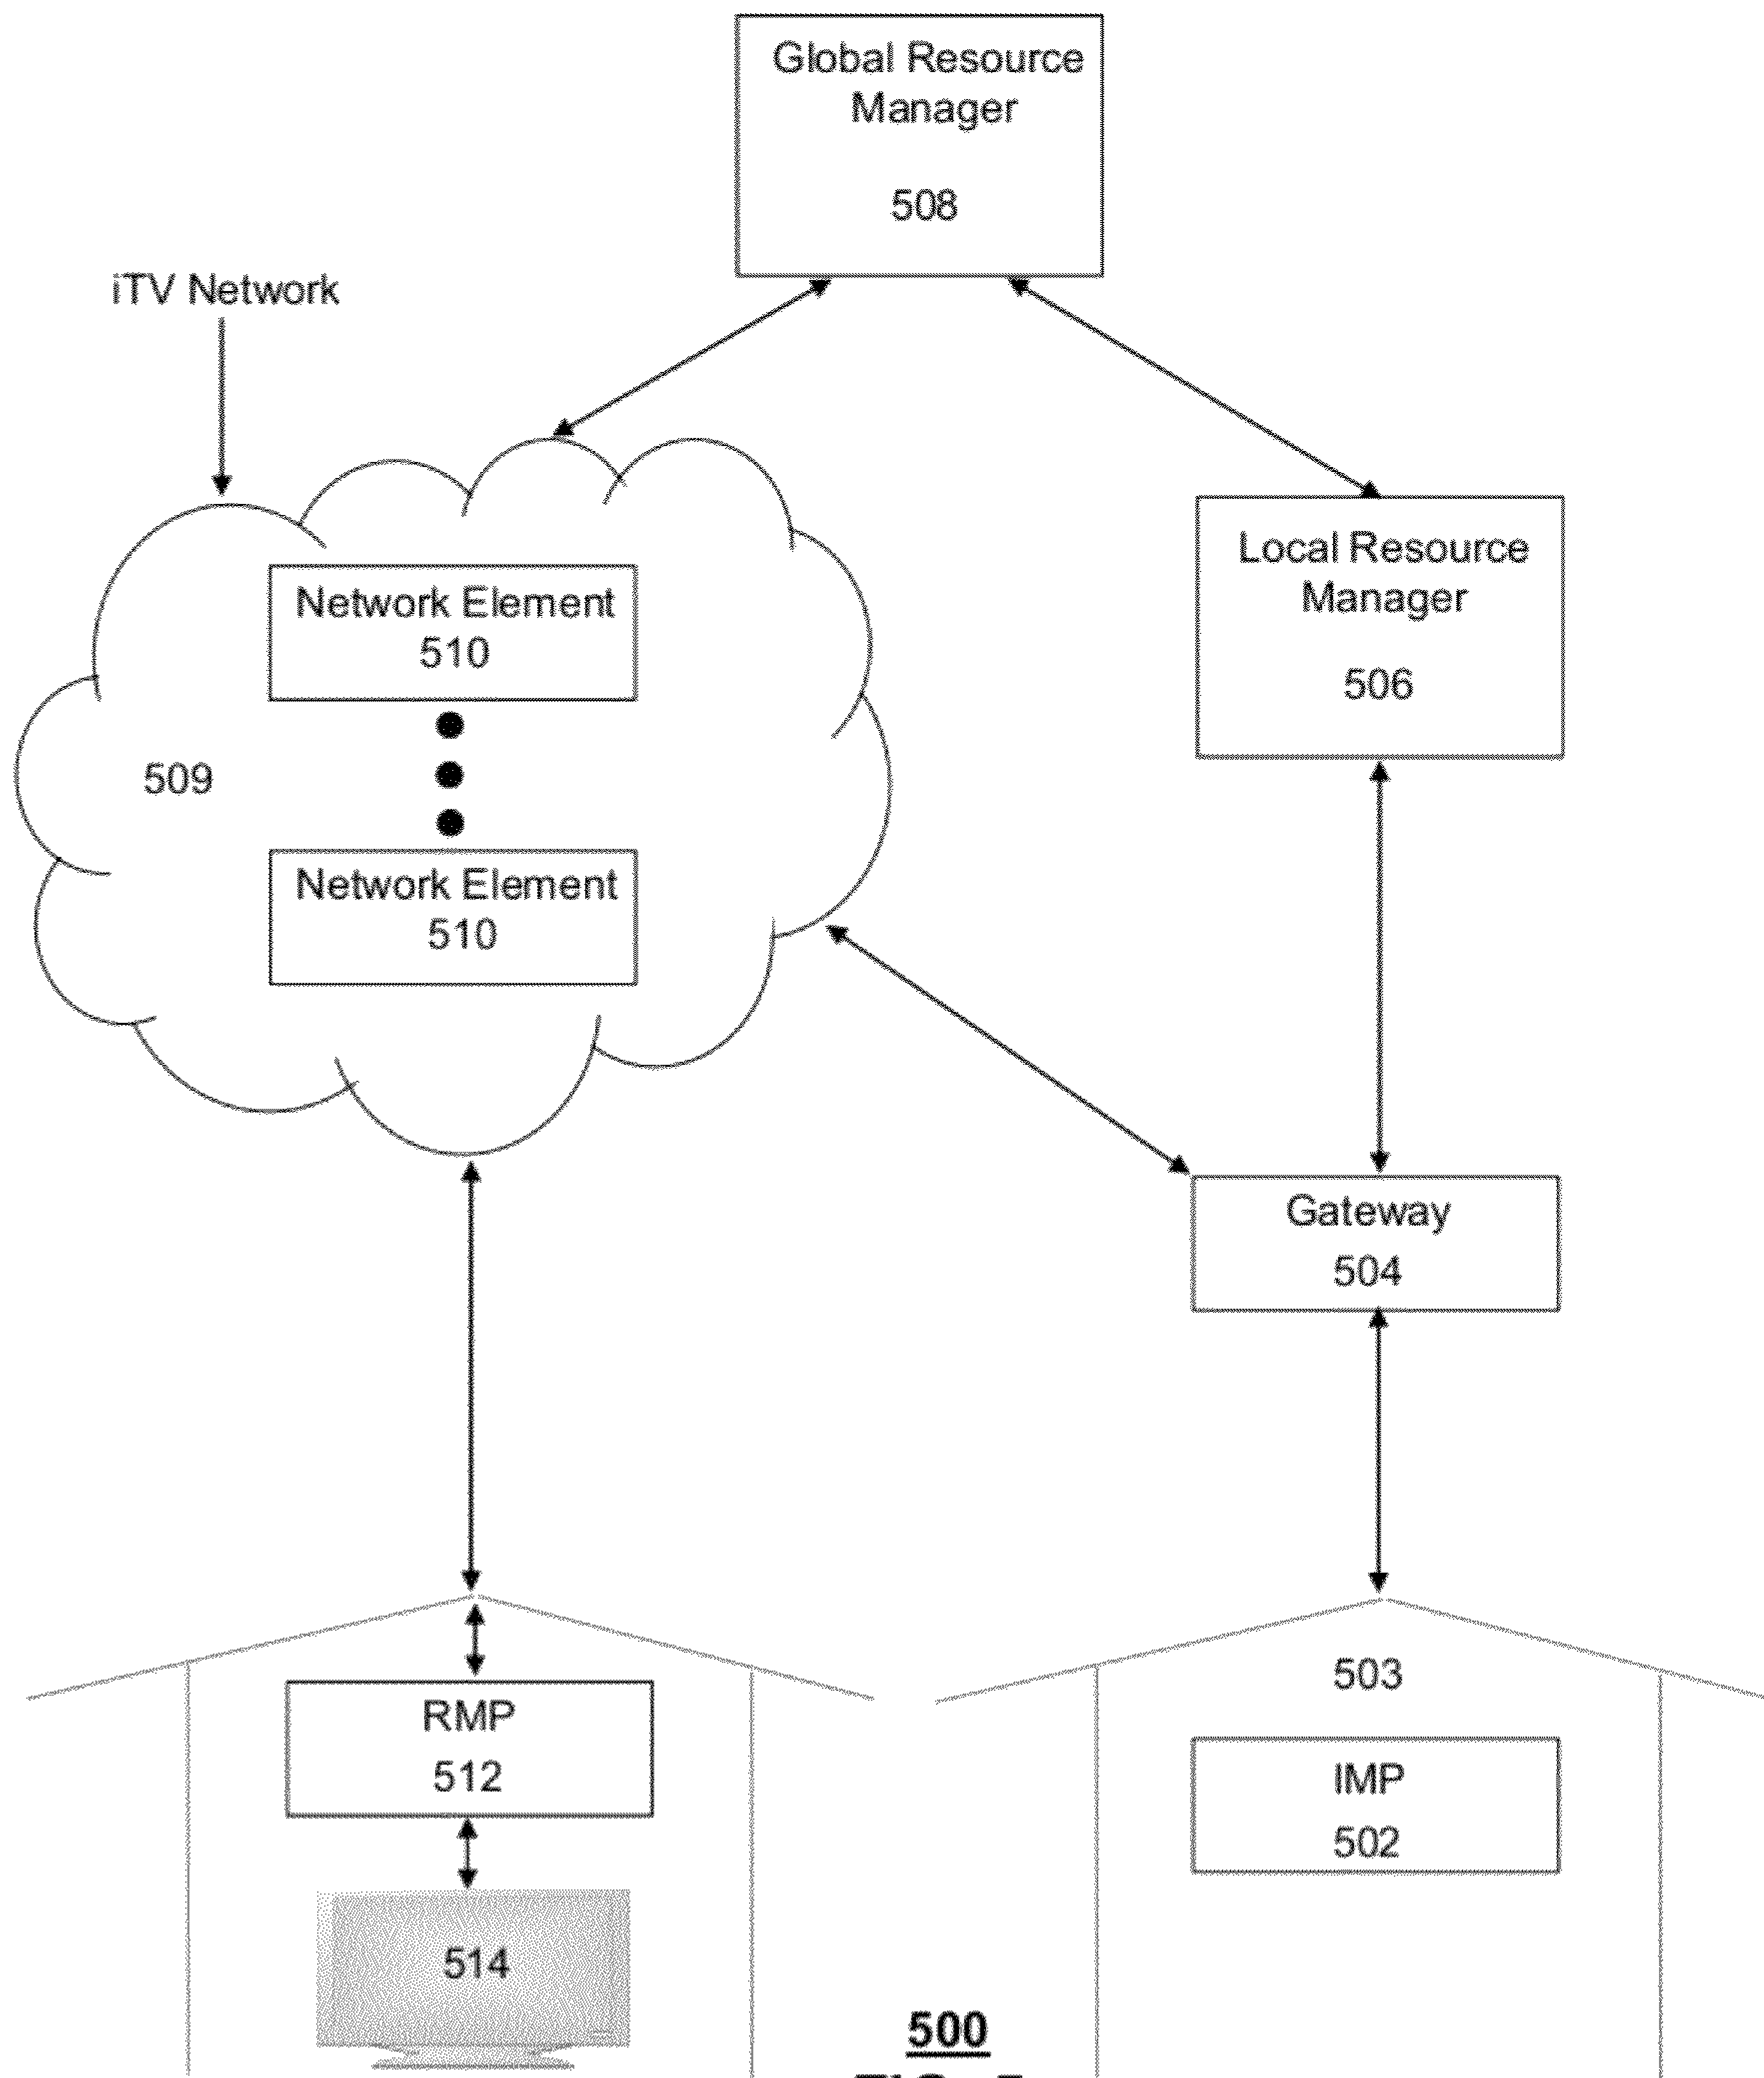 Global Resource
Manager
508
iTV Network
Local Resource
Manager
506
Network Element
510
509
Network Element
510
Gateway
504
503
RMP
512
IMP
502
514
500